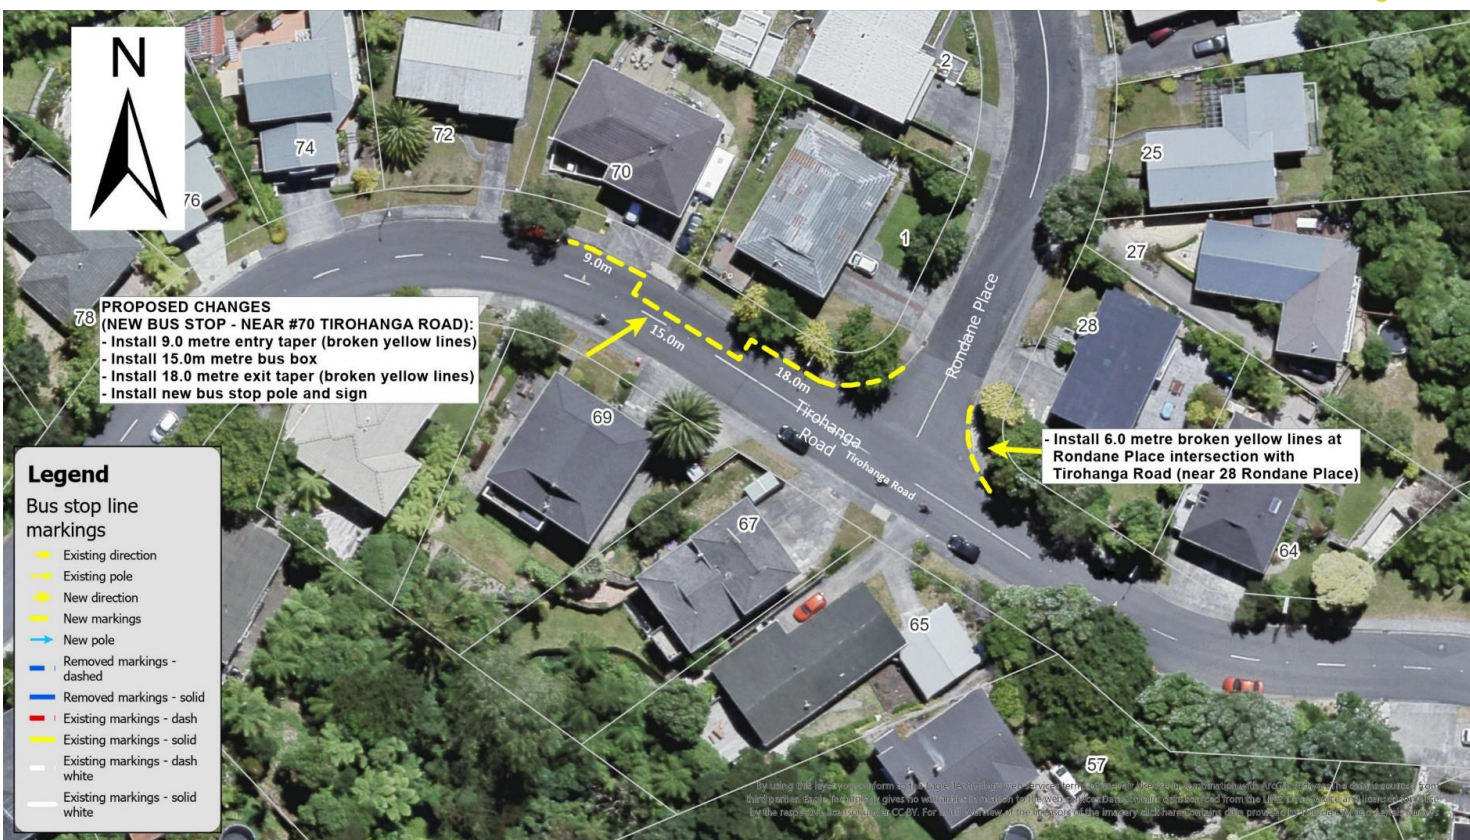 N
2
72
74
70
25
76
1
27
9.0m
Rondane Place
78
PROPOSED CHANGES
(NEW BUS STOP - NEAR #70 TIROHANGA ROAD):
- Install 9.0 metre entry taper (broken yellow lines)
- Install 15.0m metre bus box
- Install 18.0 metre exit taper (broken yellow lines)
- Install new bus stop pole and sign
15.0m
28
18.0m
69
Tirohanga
Road
Tirohanga Road
- Install 6.0 metre broken yellow lines at
Rondane Place intersection with
Tirohanga Road (near 28 Rondane Place)
67
64
65
57
Legend
Bus stop line
markings
Existing direction
Existing pole
New direction
New markings
New pole
Removed markings -
dashed
Removed markings - solid
Existing markings - dash
Existing markings - solid
Existing markings - dash
white
Existing markings - solid
white